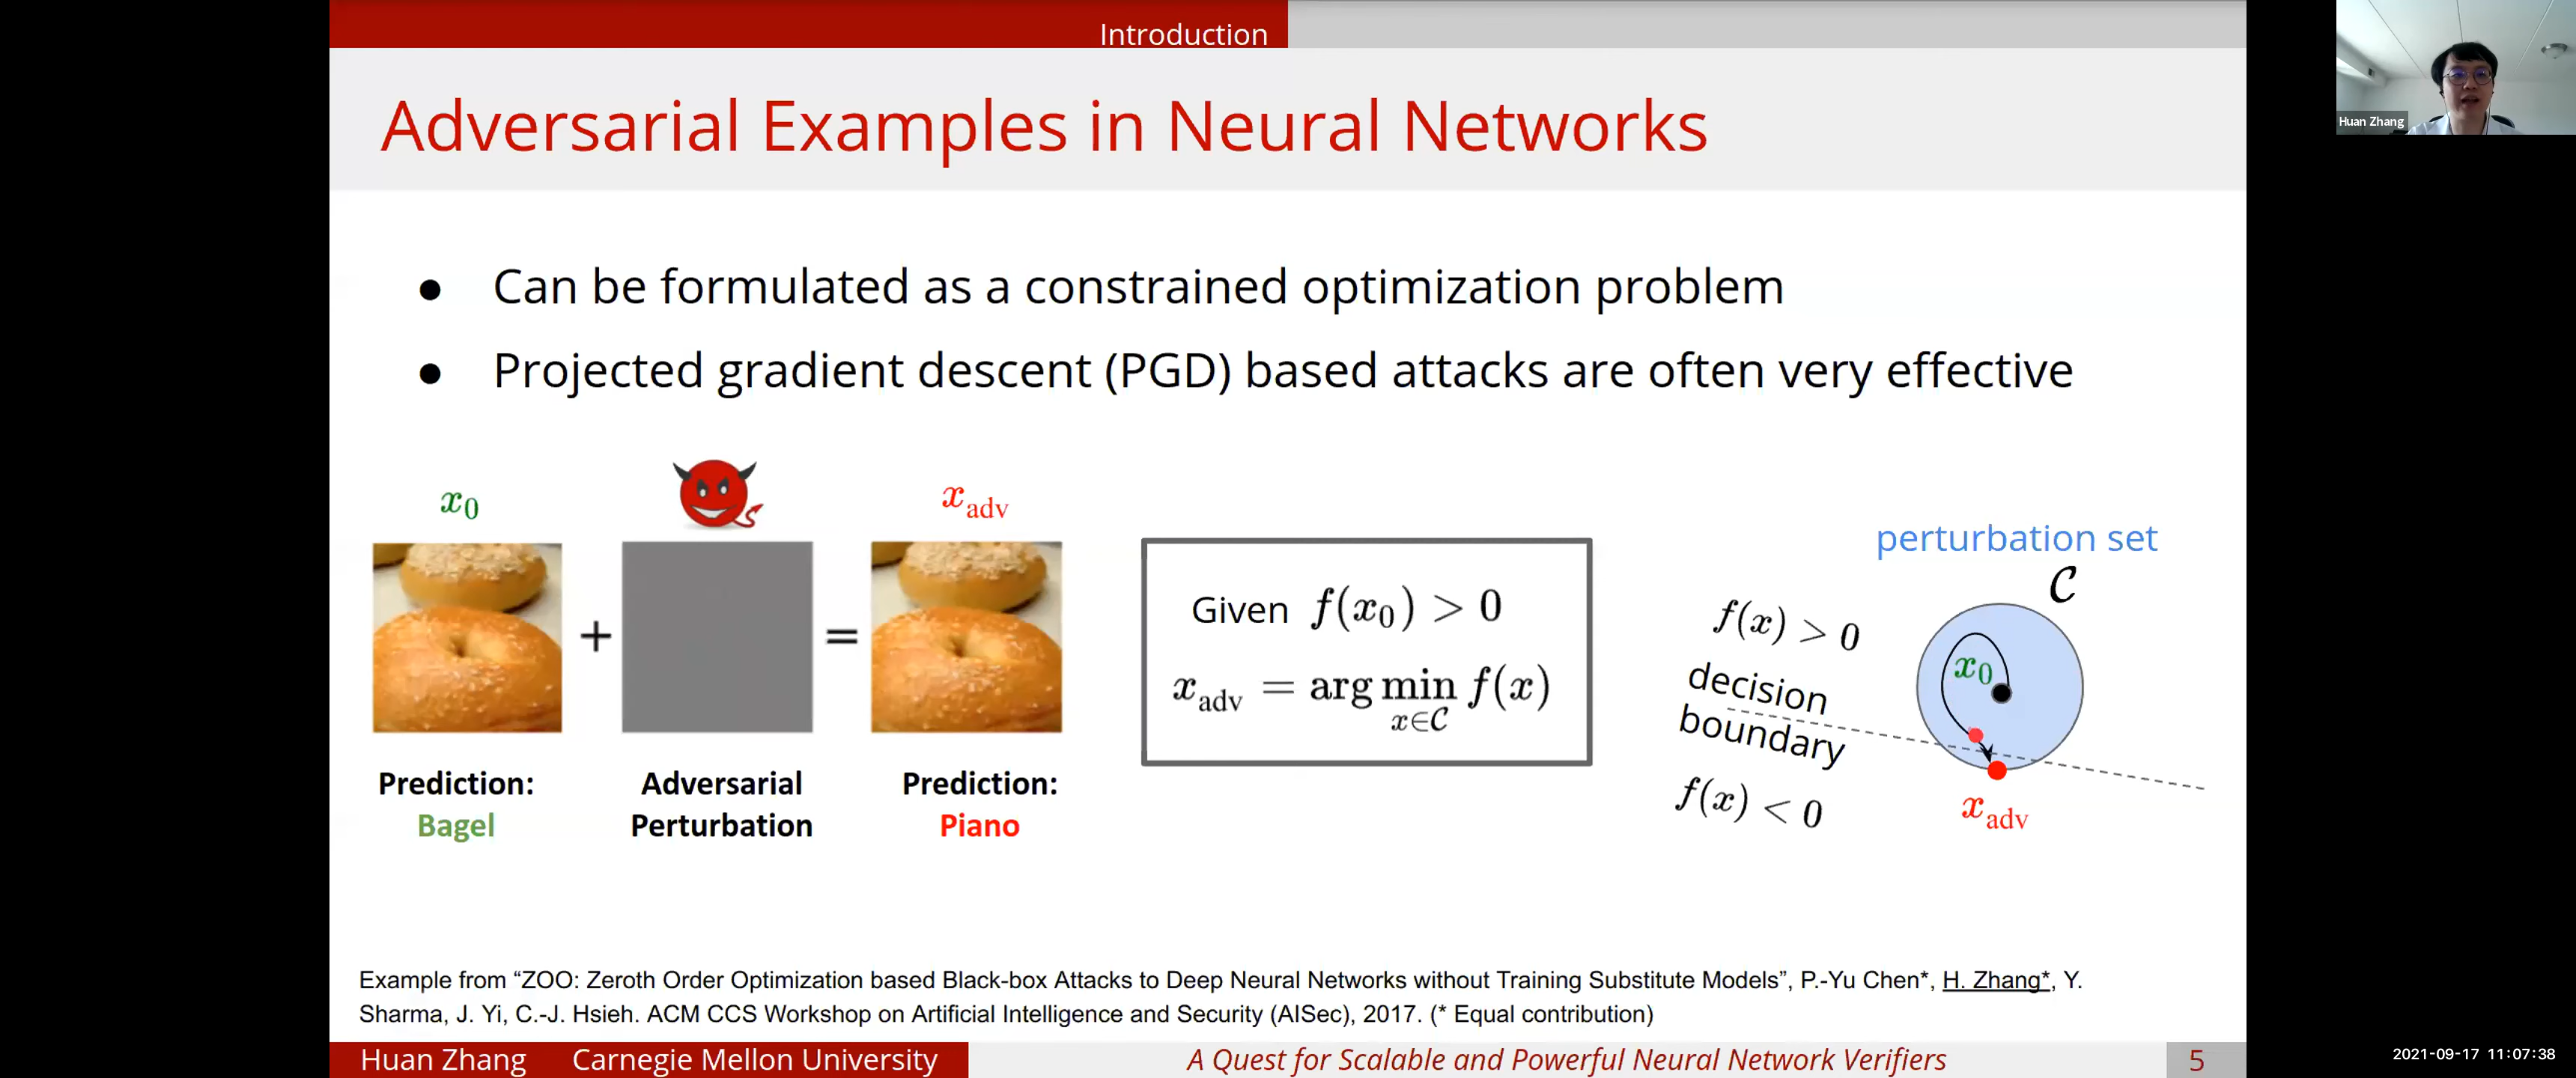 Introduction
Huan Zhang
Adversarial Examples in Neural Networks
● Can be formulated as a constrained optimization problem
● Projected gradient descent (PGD) based attacks are often very effective
x₀
x_adv
+
=
Prediction:
Bagel
Adversarial
Perturbation
Prediction:
Piano
Given f(x₀) > 0
x_adv = arg min f(x)
x∈𝒞
perturbation set
𝒞
f(x) > 0
x₀
decision
boundary
f(x) < 0
x_adv
Example from “ZOO: Zeroth Order Optimization based Black-box Attacks to Deep Neural Networks without Training Substitute Models”, P.-Yu Chen*, H. Zhang*, Y.
Sharma, J. Yi, C.-J. Hsieh. ACM CCS Workshop on Artificial Intelligence and Security (AISec), 2017. (* Equal contribution)
Huan Zhang Carnegie Mellon University A Quest for Scalable and Powerful Neural Network Verifiers 5
2021-09-17 11:07:38